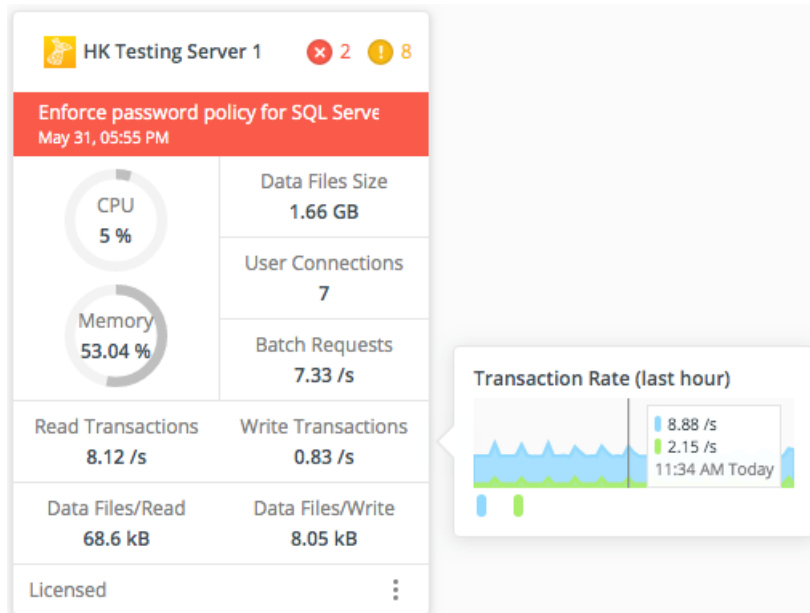 HK Testing Server 1
2
8
Enforce password policy for SQL Serve
May 31, 05:55 PM
CPU
5 %
Memory
53.04 %
Data Files Size
1.66 GB
User Connections
7
Batch Requests
7.33 /s
Read Transactions
8.12 /s
Write Transactions
0.83 /s
Data Files/Read
68.6 kB
Data Files/Write
8.05 kB
Licensed
Transaction Rate (last hour)
8.88 /s
2.15 /s
11:34 AM Today